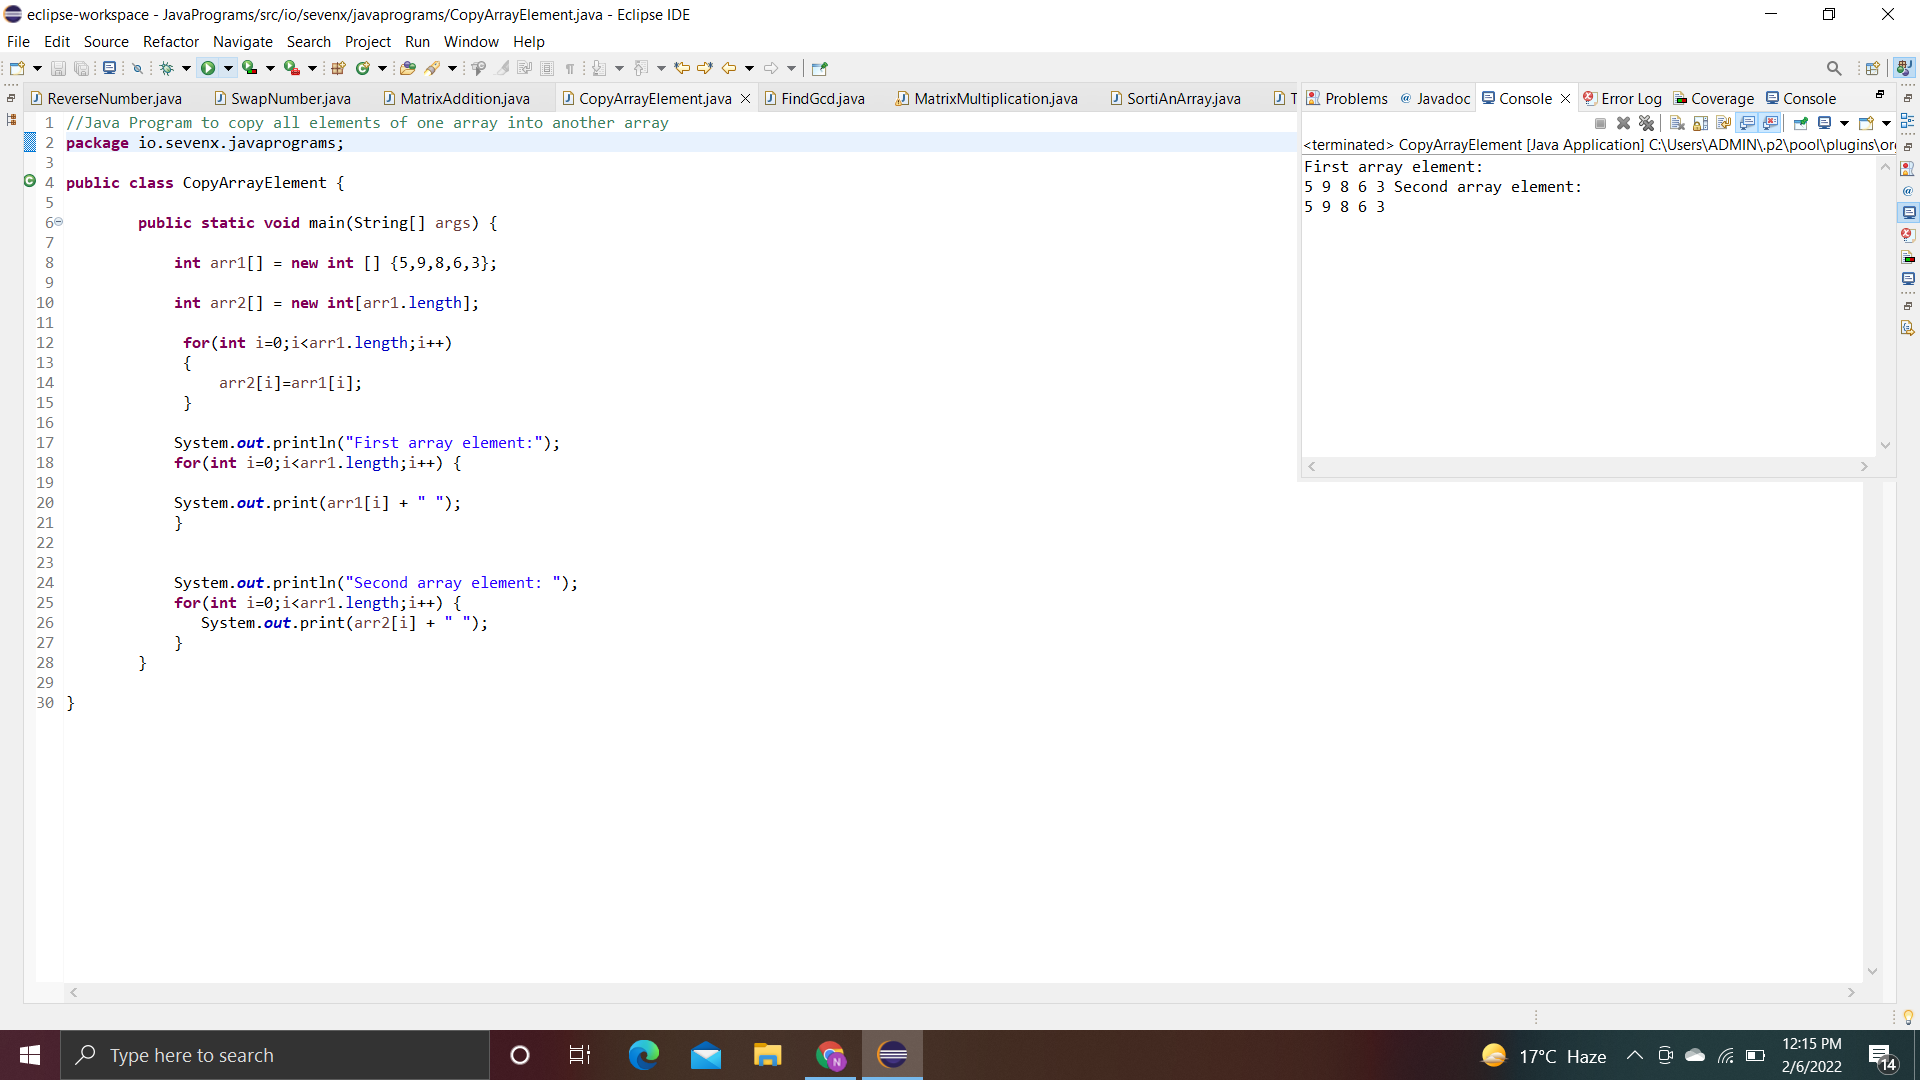 eclipse-workspace - JavaPrograms/src/io/sevenx/javaprograms/CopyArrayElement.java - Eclipse IDE
File Edit Source Refactor Navigate Search Project Run Window Help
ReverseNumber.java SwapNumber.java MatrixAddition.java CopyArrayElement.java FindGcd.java MatrixMultiplication.java SortiAnArray.java T
Problems @ Javadoc Console Error Log Coverage Console
1 //Java Program to copy all elements of one array into another array
2 package io.sevenx.javaprograms;
3
4 public class CopyArrayElement {
5
6 public static void main(String[] args) {
7
8 int arr1[] = new int [] {5,9,8,6,3};
9
10 int arr2[] = new int[arr1.length];
11
12 for(int i=0;i<arr1.length;i++)
13 {
14 arr2[i]=arr1[i];
15 }
16
17 System.out.println("First array element:");
18 for(int i=0;i<arr1.length;i++) {
19
20 System.out.print(arr1[i] + " ");
21 }
22
23
24 System.out.println("Second array element: ");
25 for(int i=0;i<arr1.length;i++) {
26 System.out.print(arr2[i] + " ");
27 }
28 }
29
30 }
<terminated> CopyArrayElement [Java Application] C:\Users\ADMIN\.p2\pool\plugins\or
First array element:
5 9 8 6 3 Second array element:
5 9 8 6 3
Type here to search
N
17°C Haze
12:15 PM
2/6/2022
14